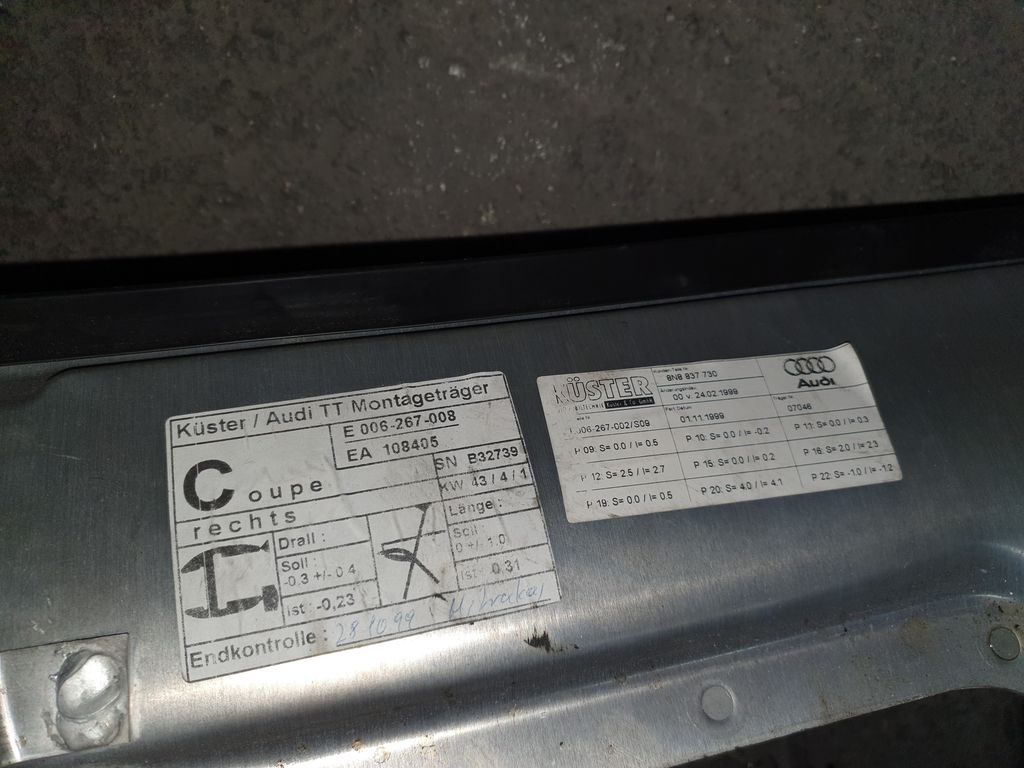 Küster / Audi TT Montageträger
E 006-267-008
EA 108405
Coupe
SN B32739
KW 43 / 4 / 1
rechts
Drall :
Länge :
Soll :
-0.3 +/- 0.4
Soll :
0 +/- 1.0
ist : -0,23
ist : 0,31
Endkontrolle : 28 10 99
KÜSTER
Küster & Co. GmbH
8N8 837 730
Audi
00 v. 24.02.1999
006-267-002/S09
01.11.1999
07046
P 09: S= 0.0 / I= 0.5
P 10: S= 0.0 / I= -0.2
P 11: S= 0.0 / I= 0.3
P 12: S= 2.5 / I= 2.7
P 15: S= 0.0 / I= 0.2
P 16: S= 2.0 / I= 2.3
P 19: S= 0.0 / I= 0.5
P 20: S= 4.0 / I= 4.1
P 22: S= -1.0 / I= -1.2